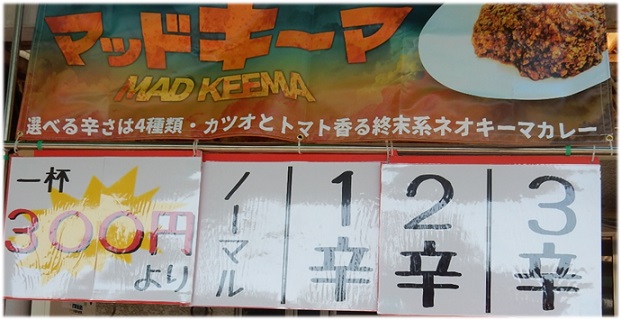 マッドキーマ
MAD KEEMA
選べる辛さは4種類・カツオとトマト香る終末系ネオキーマカレー
一杯
300円
より
ノーマル
1辛
2辛
3辛